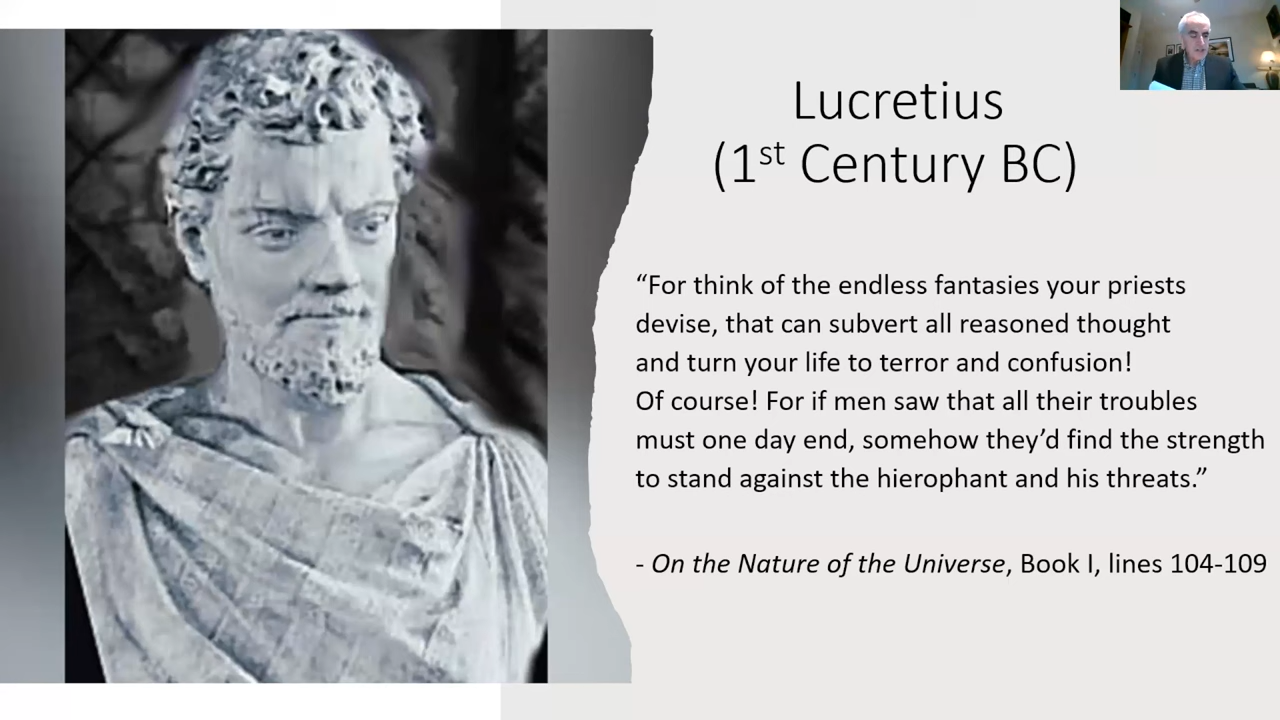 Lucretius
(1st Century BC)
“For think of the endless fantasies your priests
devise, that can subvert all reasoned thought
and turn your life to terror and confusion!
Of course! For if men saw that all their troubles
must one day end, somehow they’d find the strength
to stand against the hierophant and his threats.”
- On the Nature of the Universe, Book I, lines 104-109